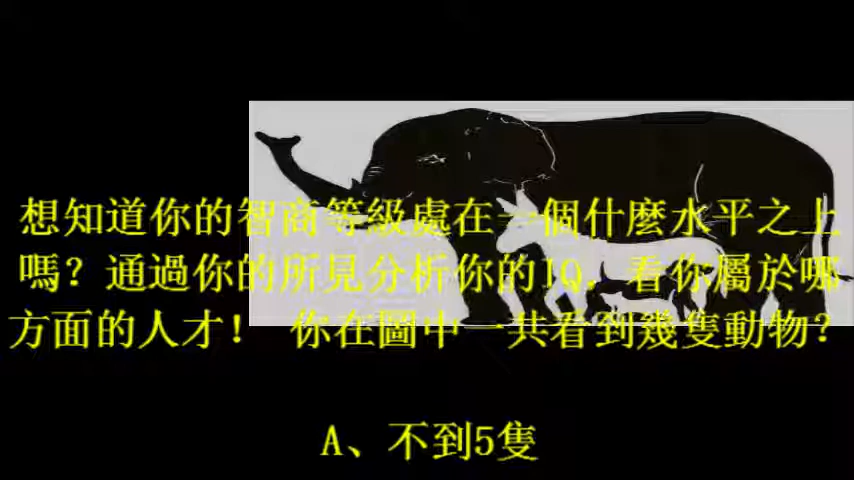 想知道你的智商等級處在一個什麼水平之上
嗎？通過你的所見分析你的IQ，看你屬於哪
方面的人才！ 你在圖中一共看到幾隻動物？
A、不到5隻